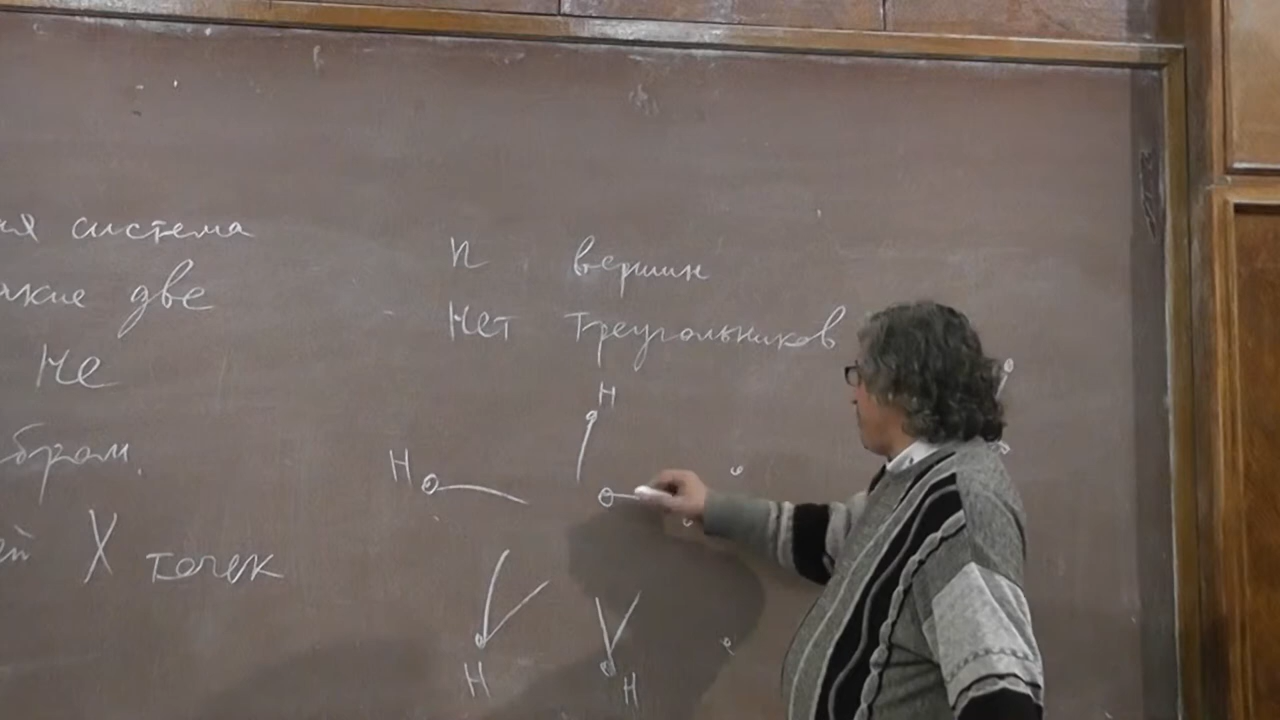 система
две
не
X точек
n вершин
Нет треугольников
H
H
H
H